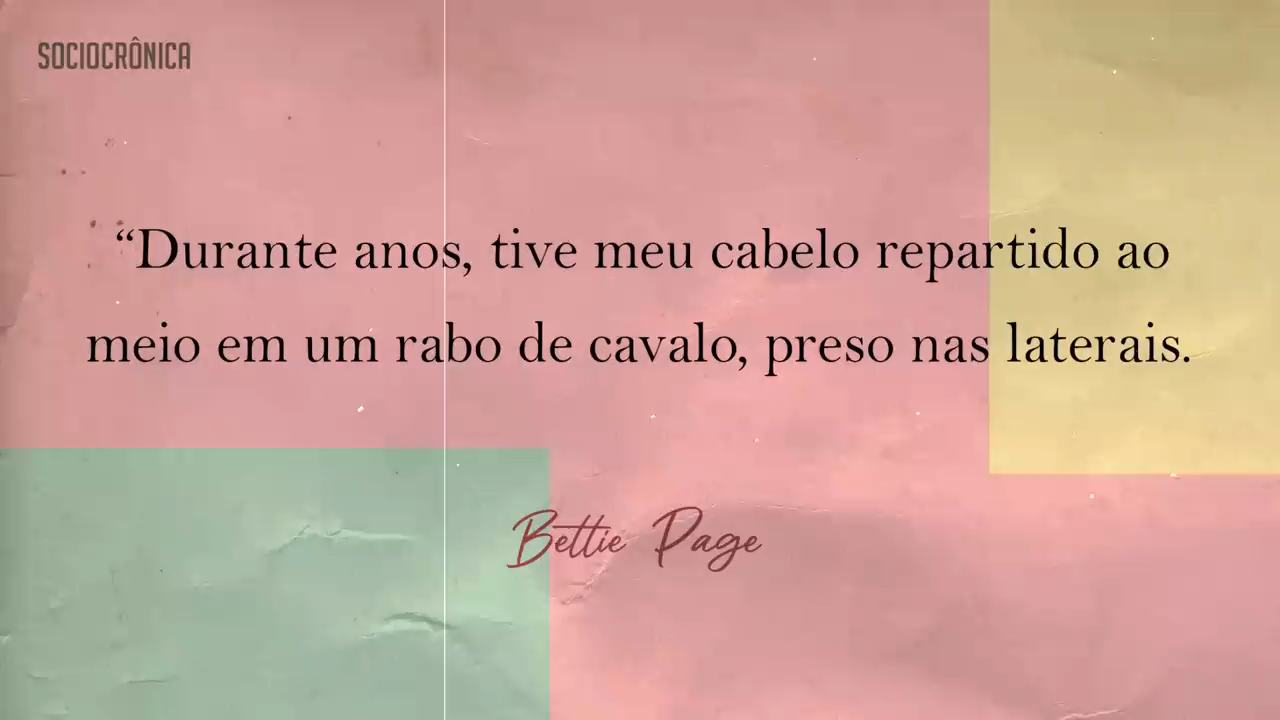 SOCIOCRÔNICA
“Durante anos, tive meu cabelo repartido ao
meio em um rabo de cavalo, preso nas laterais.
Bettie Page